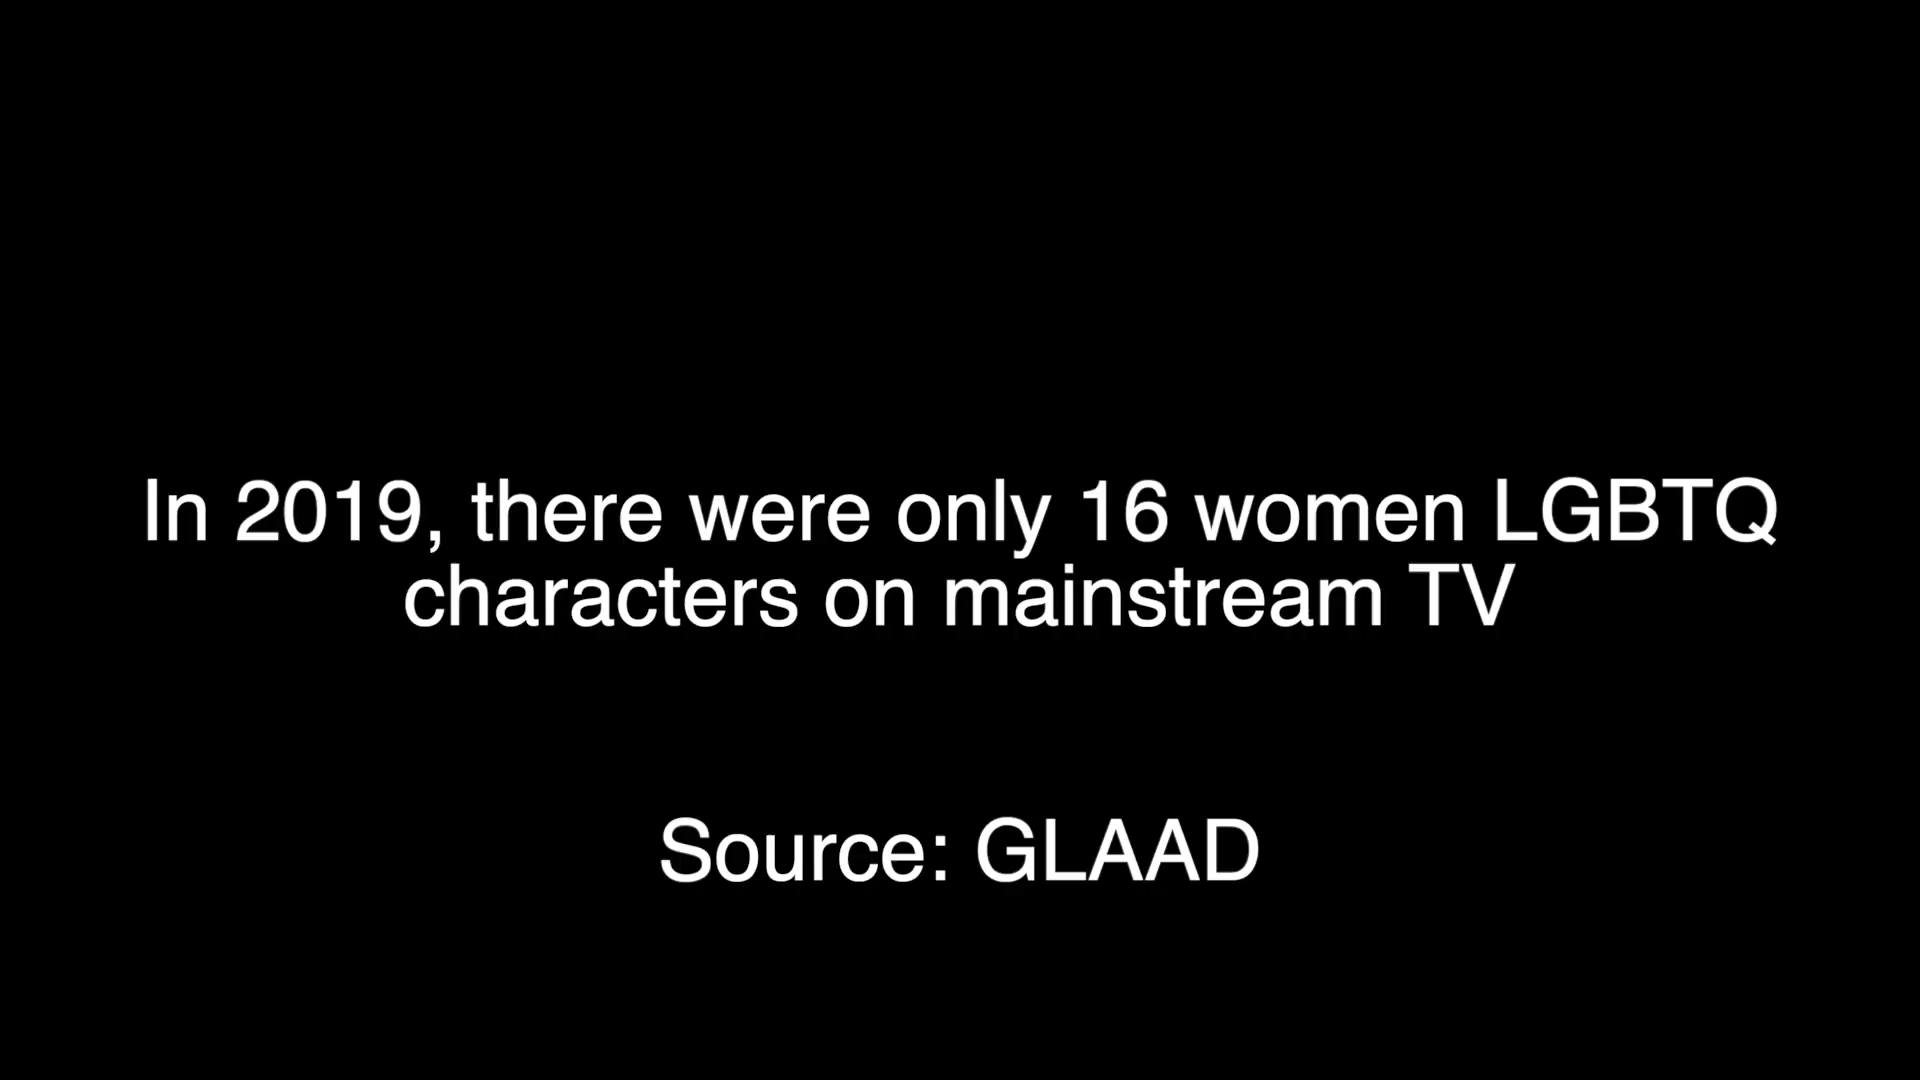 In 2019, there were only 16 women LGBTQ
characters on mainstream TV
Source: GLAAD